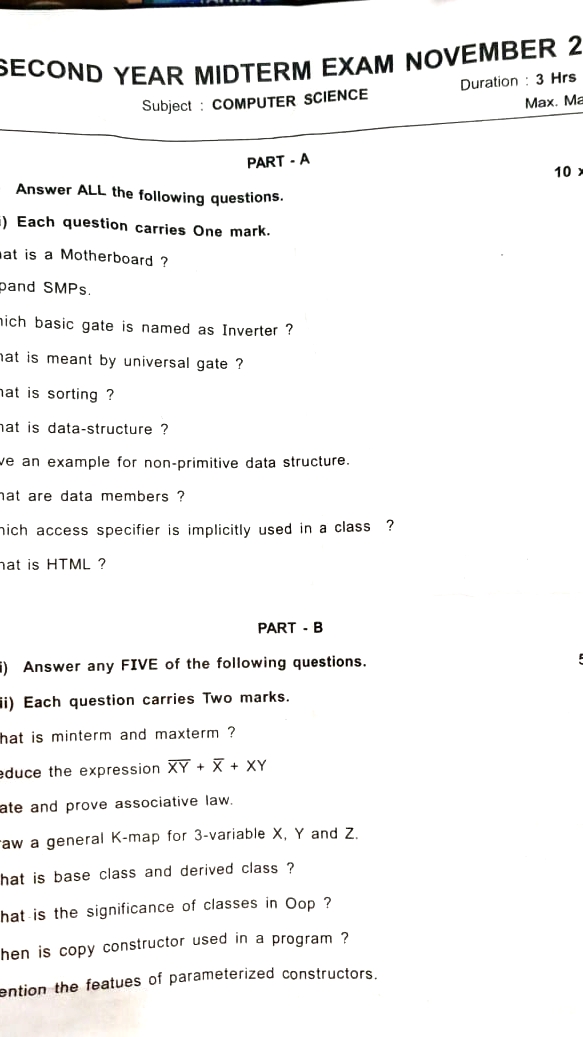 SECOND YEAR MIDTERM EXAM NOVEMBER 2
Duration : 3 Hrs
Subject : COMPUTER SCIENCE
Max. Ma
PART - A
10 x
Answer ALL the following questions.
i) Each question carries One mark.
hat is a Motherboard ?
pand SMPs.
hich basic gate is named as Inverter ?
hat is meant by universal gate ?
hat is sorting ?
hat is data-structure ?
ve an example for non-primitive data structure.
hat are data members ?
hich access specifier is implicitly used in a class ?
hat is HTML ?
PART - B
i) Answer any FIVE of the following questions.
5
ii) Each question carries Two marks.
hat is minterm and maxterm ?
educe the expression X̅Y̅ + X̅ + XY
ate and prove associative law.
raw a general K-map for 3-variable X, Y and Z.
hat is base class and derived class ?
hat is the significance of classes in Oop ?
hen is copy constructor used in a program ?
ention the featues of parameterized constructors.